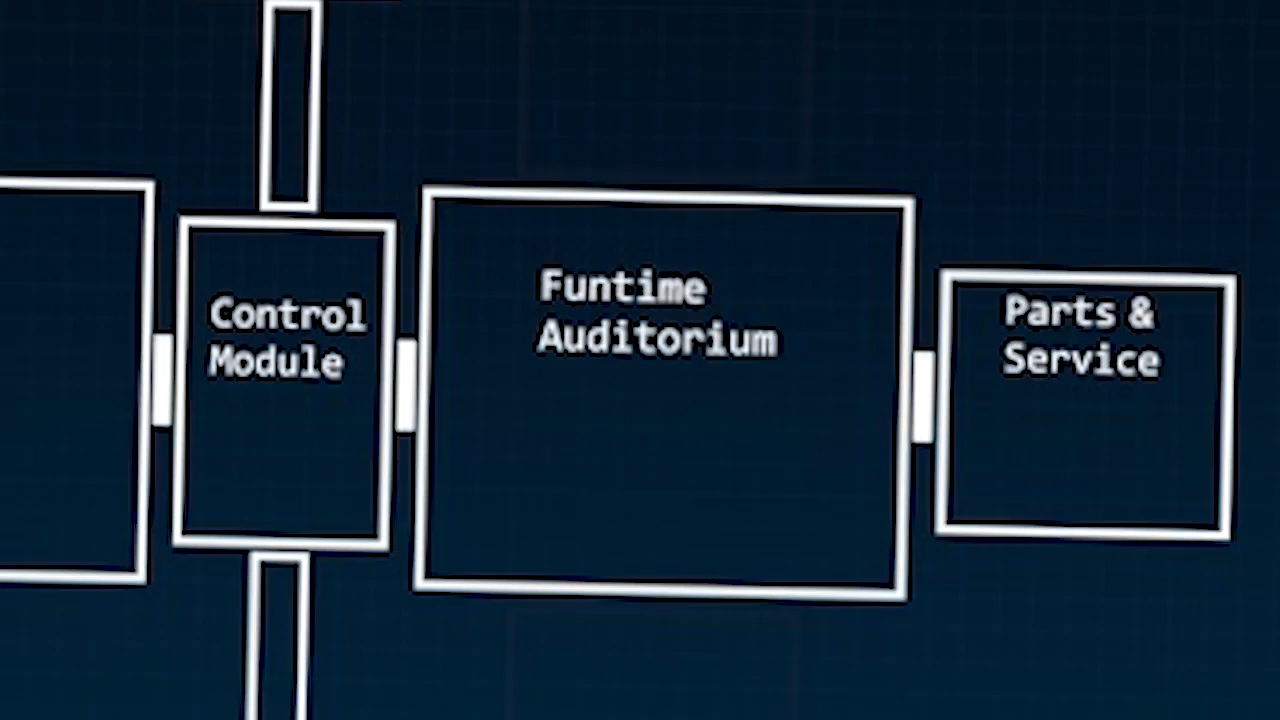 Control
Module
Funtime
Auditorium
Parts &
Service